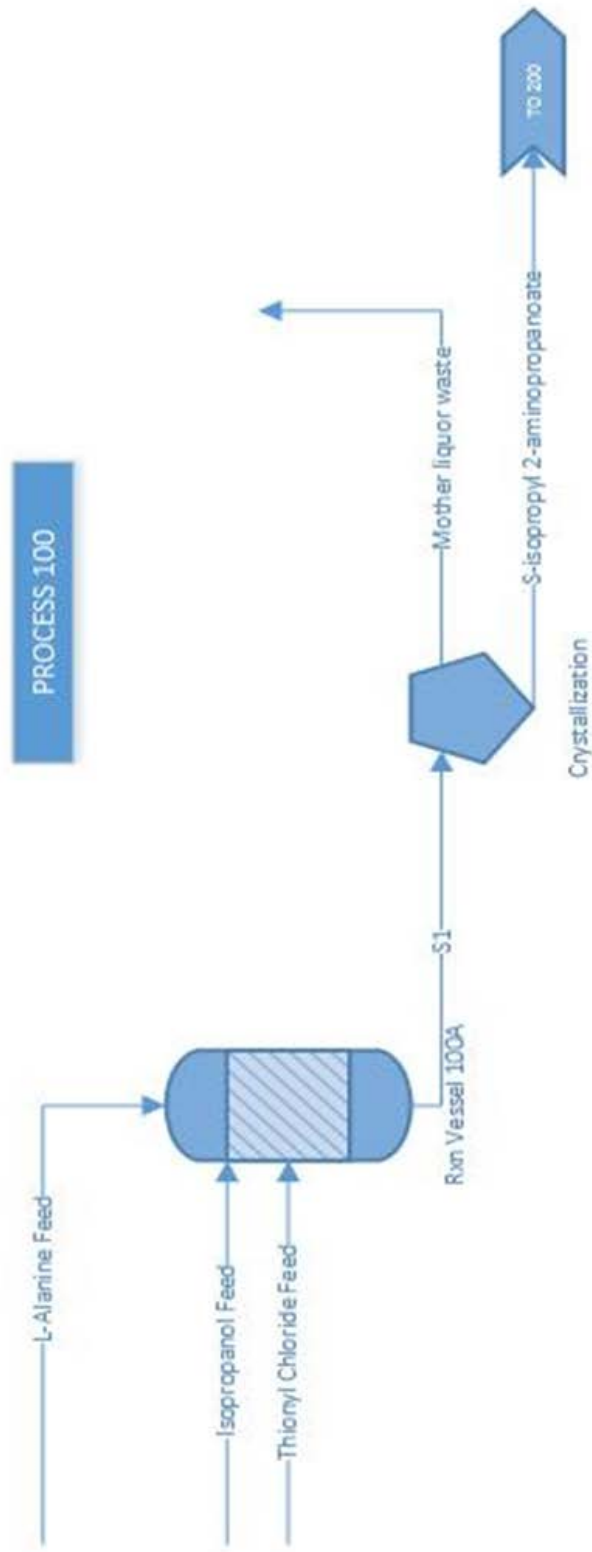 PROCESS 100
L-Alanine Feed
Isopropanol Feed
Thionyl Chloride Feed
Rxn Vessel 100A
S1
Crystallization
Mother liquor waste
S-isopropyl 2-aminopropanoate
TO 200